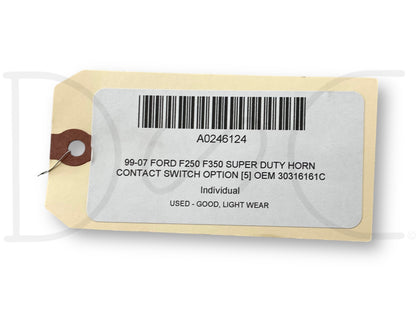 A0246124
99-07 FORD F250 F350 SUPER DUTY HORN
CONTACT SWITCH OPTION [5] OEM 30316161C
Individual
USED - GOOD, LIGHT WEAR